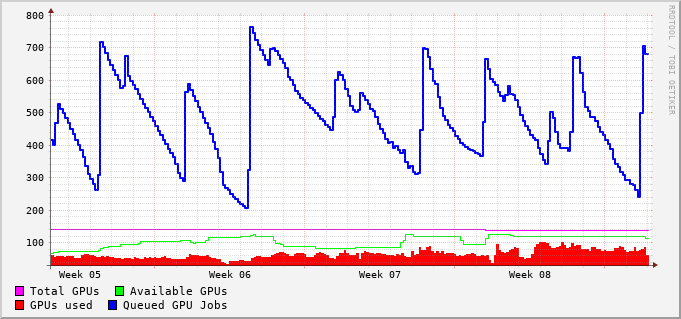 800
700
600
500
400
300
200
100
Week 05 Week 06 Week 07 Week 08
Total GPUs Available GPUs
GPUs used Queued GPU Jobs
RRDTOOL / TOBI OETIKER